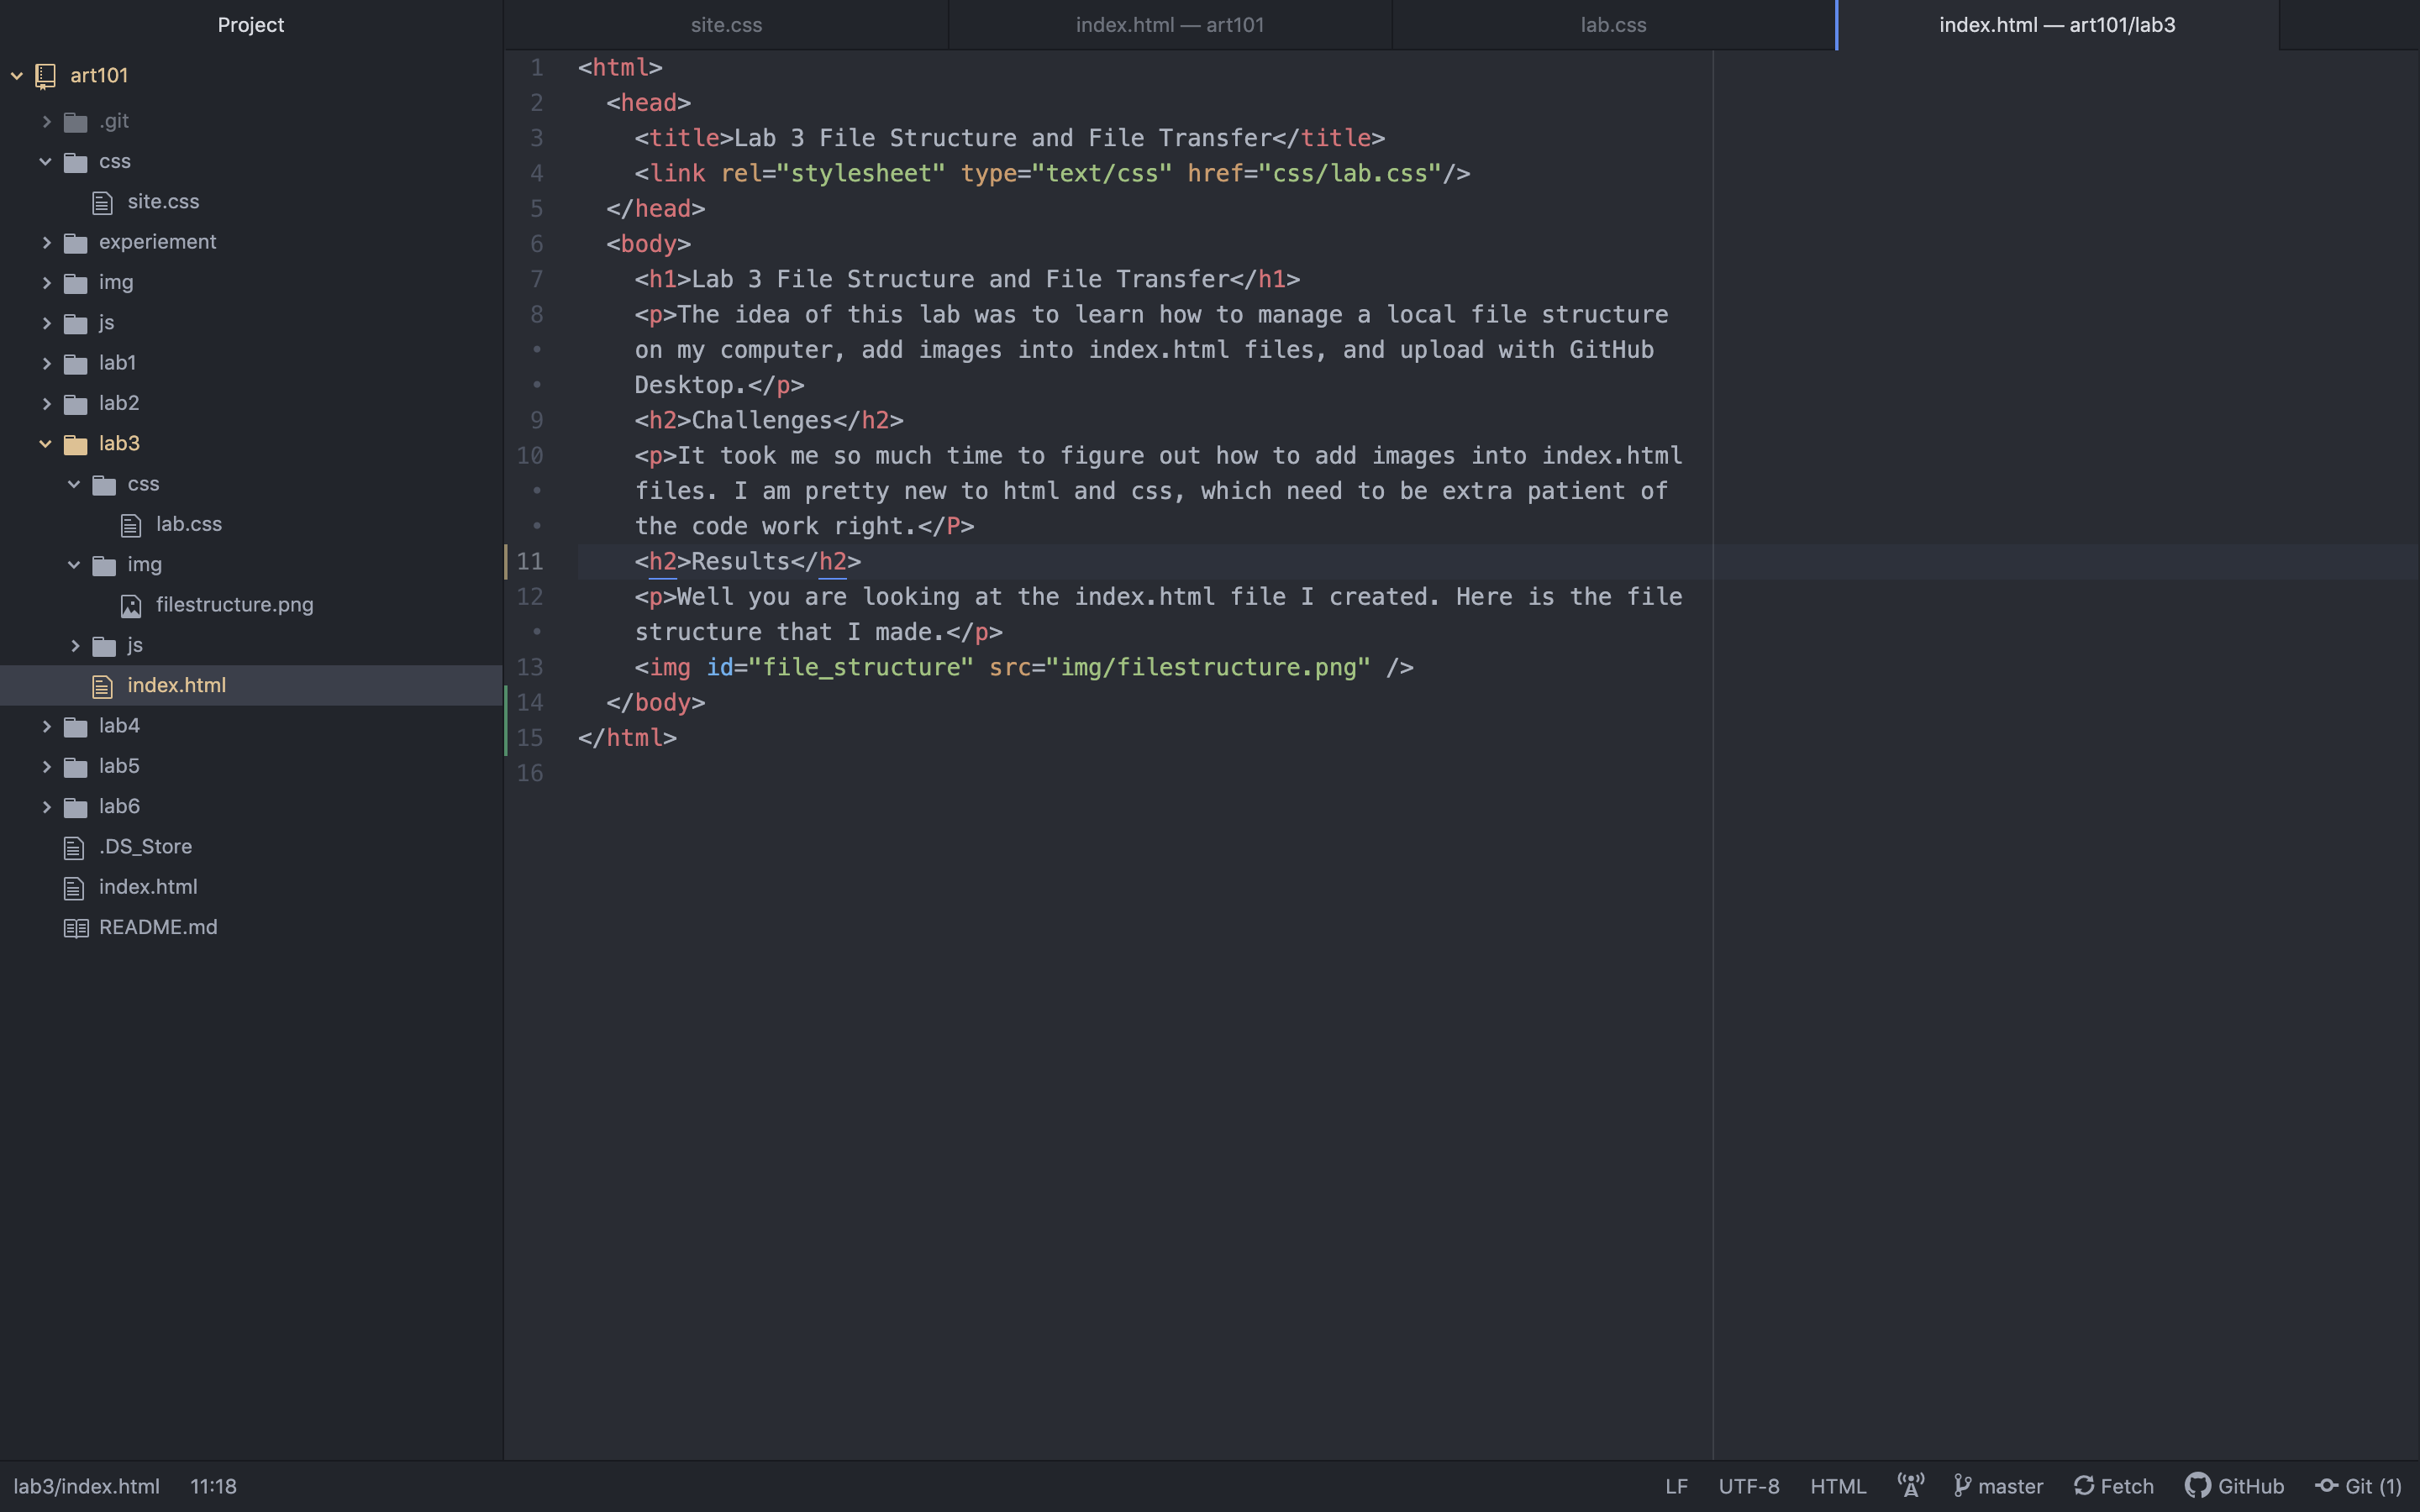 Project
art101
.git
css
site.css
experiement
img
js
lab1
lab2
lab3
css
lab.css
img
filestructure.png
js
index.html
lab4
lab5
lab6
.DS_Store
index.html
README.md
site.css
index.html — art101
lab.css
index.html — art101/lab3
1 <html>
2 <head>
3 <title>Lab 3 File Structure and File Transfer</title>
4 <link rel="stylesheet" type="text/css" href="css/lab.css"/>
5 </head>
6 <body>
7 <h1>Lab 3 File Structure and File Transfer</h1>
8 <p>The idea of this lab was to learn how to manage a local file structure
• on my computer, add images into index.html files, and upload with GitHub
• Desktop.</p>
9 <h2>Challenges</h2>
10 <p>It took me so much time to figure out how to add images into index.html
• files. I am pretty new to html and css, which need to be extra patient of
• the code work right.</P>
11 <h2>Results</h2>
12 <p>Well you are looking at the index.html file I created. Here is the file
• structure that I made.</p>
13 <img id="file_structure" src="img/filestructure.png" />
14 </body>
15 </html>
16
lab3/index.html 11:18 LF UTF-8 HTML master Fetch GitHub Git (1)